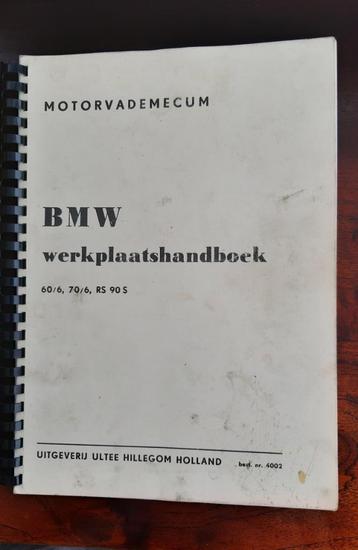 MOTORVADEMECUM
BMW
werkplaatshandboek
60/6, 70/6, RS 90 S
UITGEVERIJ ULTEE HILLEGOM HOLLAND best. nr. 4002